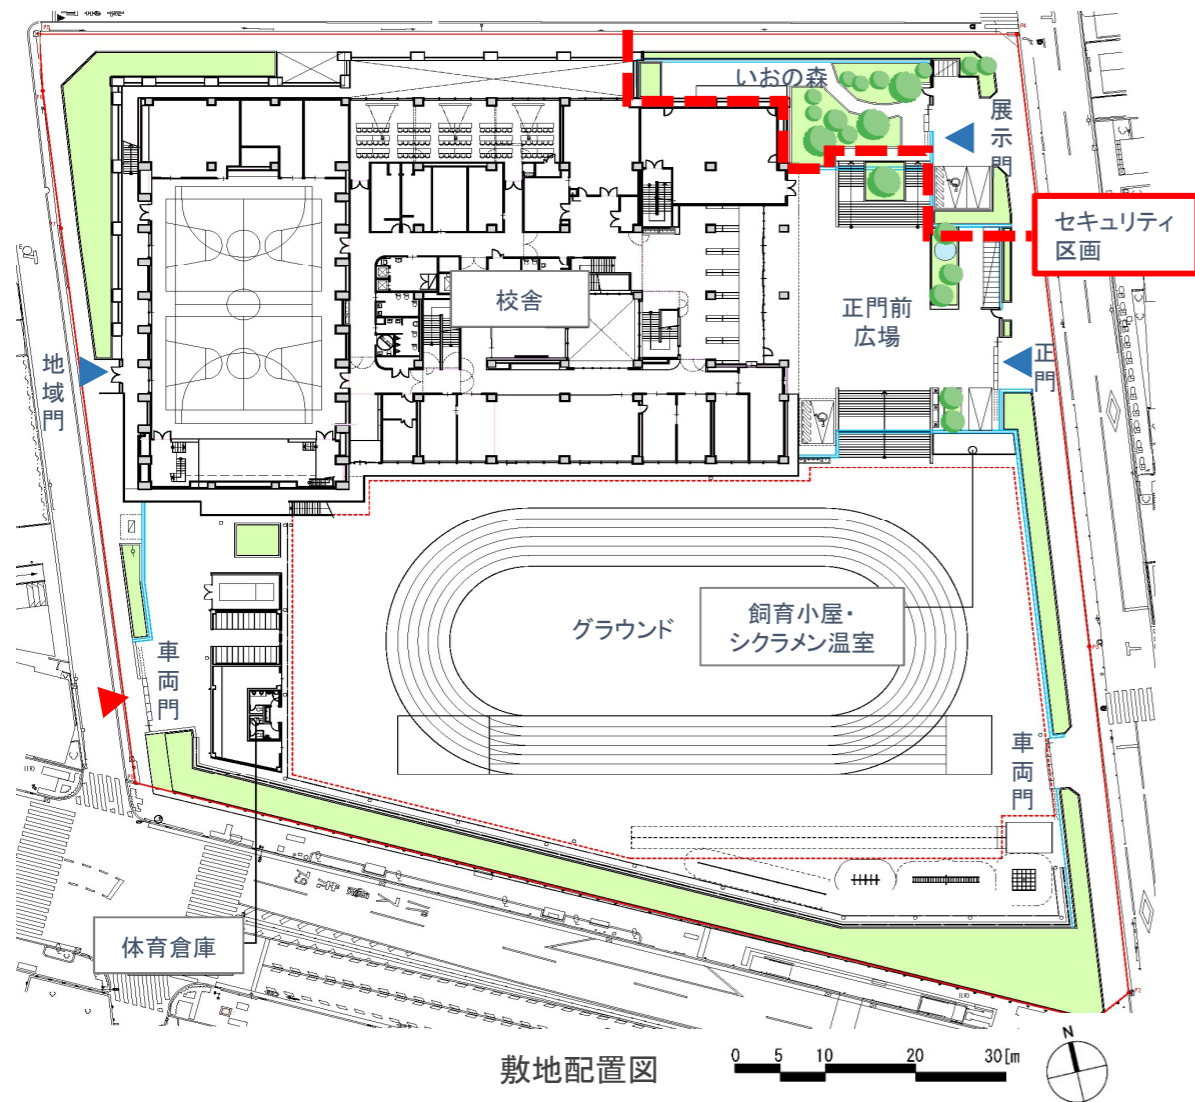 いおの森
展示門
セキュリティ
区画
校舎
正門前
広場
正門
地域門
グラウンド
飼育小屋・
シクラメン温室
車両門
車両門
体育倉庫
敷地配置図
0 5 10 20 30[m
N